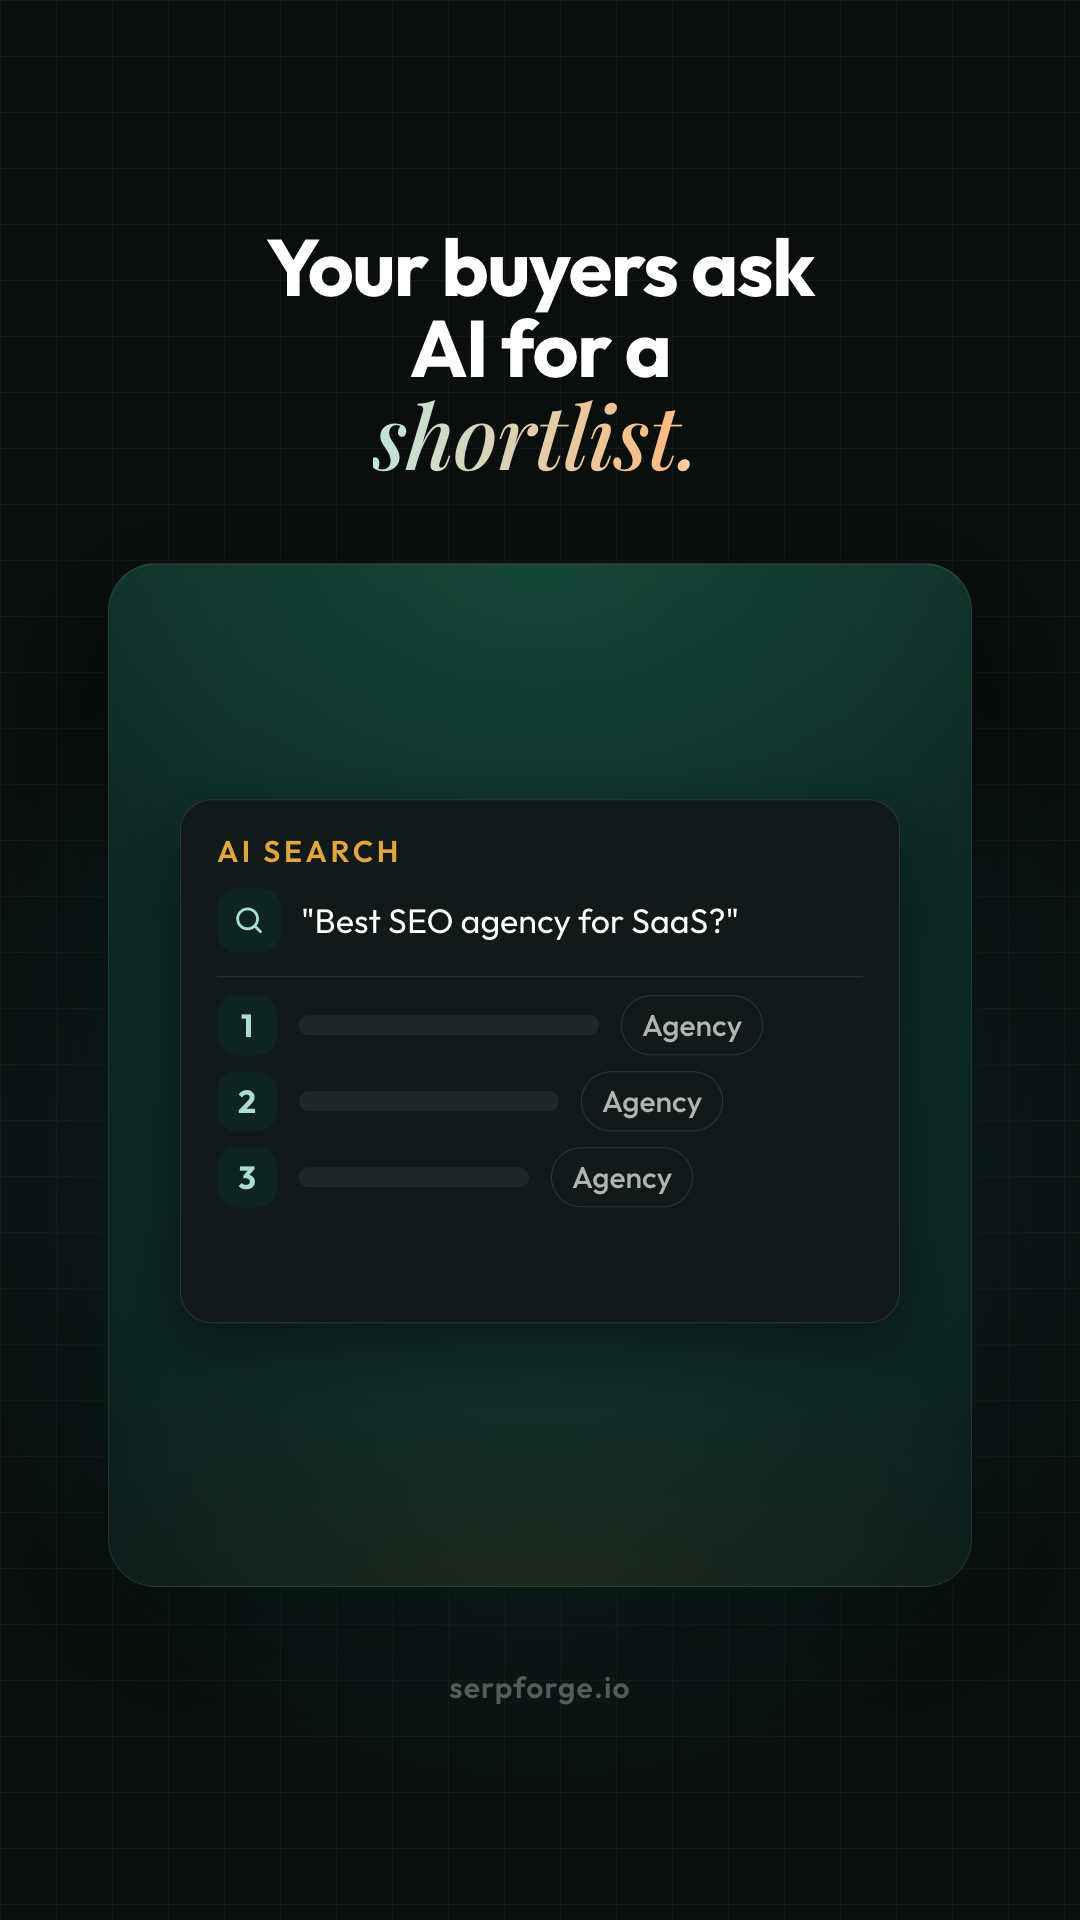 Your buyers ask
AI for a
shortlist.
AI SEARCH
"Best SEO agency for SaaS?"
1 Agency
2 Agency
3 Agency
serpforge.io